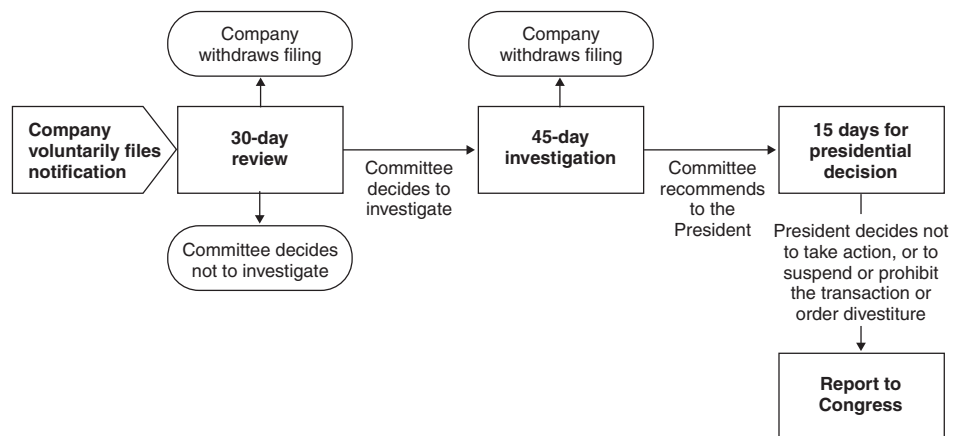 Company
withdraws filing
Company
withdraws filing
Company
voluntarily files
notification
30-day
review
Committee
decides to
investigate
45-day
investigation
Committee
recommends
to the
President
15 days for
presidential
decision
Committee decides
not to investigate
President decides not
to take action, or to
suspend or prohibit
the transaction or
order divestiture
Report to
Congress